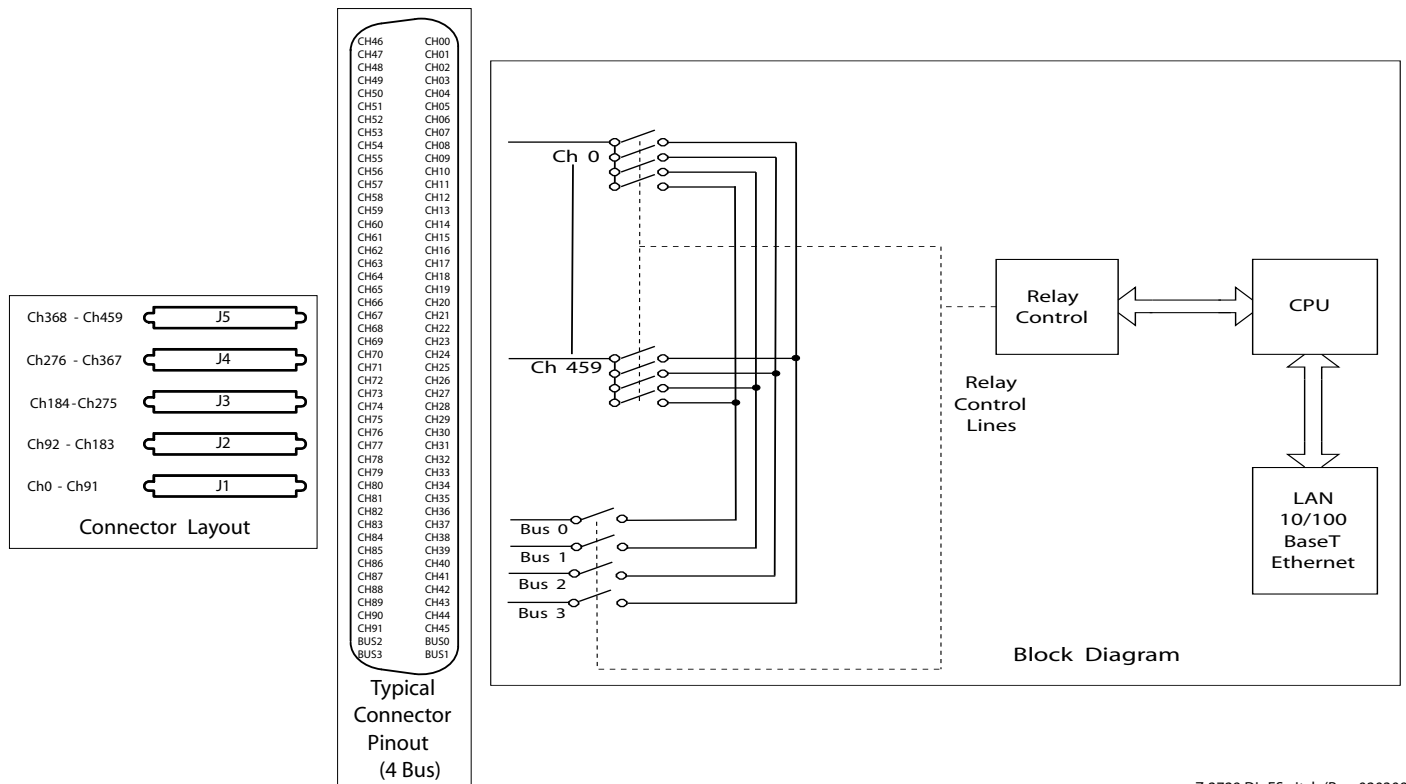 CH46 CH00
CH47 CH01
CH48 CH02
CH49 CH03
CH50 CH04
CH51 CH05
CH52 CH06
CH53 CH07
CH54 CH08
CH55 CH09
CH56 CH10
CH57 CH11
CH58 CH12
CH59 CH13
CH60 CH14
CH61 CH15
CH62 CH16
CH63 CH17
CH64 CH18
CH65 CH19
CH66 CH20
CH67 CH21
CH68 CH22
CH69 CH23
CH70 CH24
CH71 CH25
CH72 CH26
CH73 CH27
CH74 CH28
CH75 CH29
CH76 CH30
CH77 CH31
CH78 CH32
CH79 CH33
CH80 CH34
CH81 CH35
CH82 CH36
CH83 CH37
CH84 CH38
CH85 CH39
CH86 CH40
CH87 CH41
CH88 CH42
CH89 CH43
CH90 CH44
CH91 CH45
BUS2 BUS0
BUS3 BUS1
Typical
Connector
Pinout
(4 Bus)
Ch368 - Ch459 J5
Ch276 - Ch367 J4
Ch184-Ch275 J3
Ch92 - Ch183 J2
Ch0 - Ch91 J1
Connector Layout
Ch 0
Ch 459
Bus 0
Bus 1
Bus 2
Bus 3
Relay
Control
CPU
Relay
Control
Lines
LAN
10/100
BaseT
Ethernet
Block Diagram